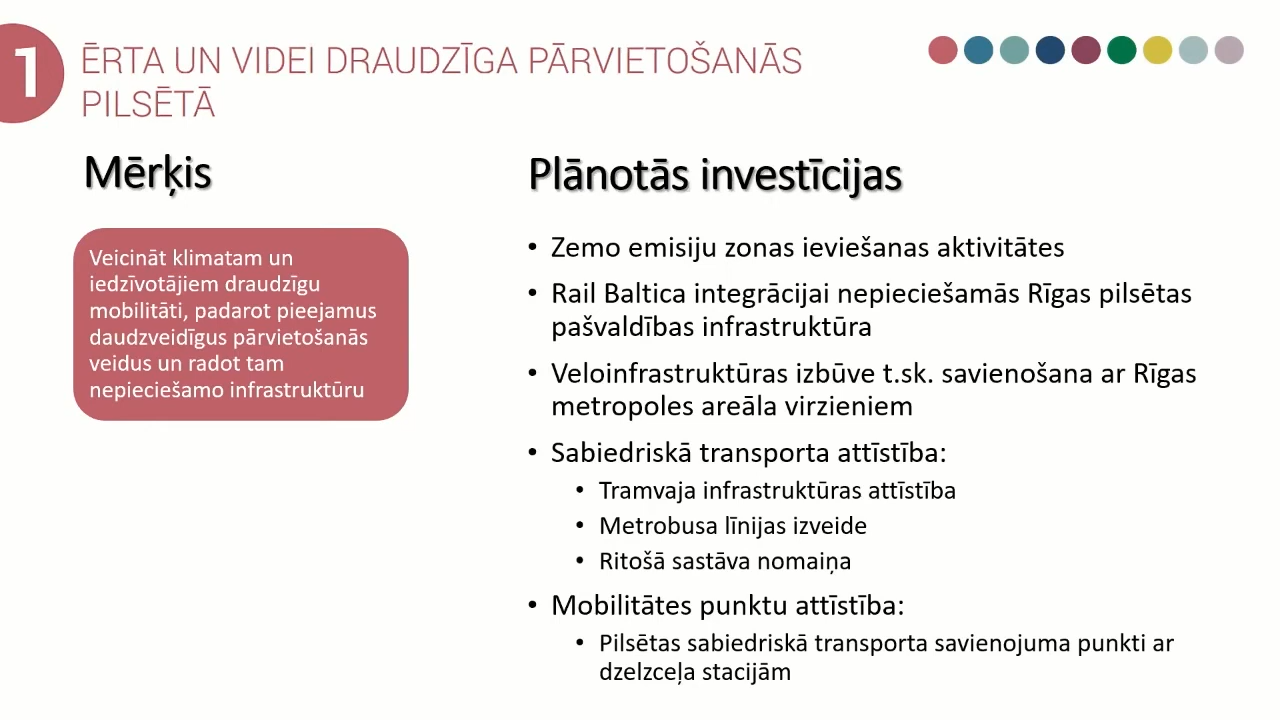 1
ĒRTA UN VIDEI DRAUDZĪGA PĀRVIETOŠANĀS
PILSĒTĀ
Mērķis
Veicināt klimatam un
iedzīvotājiem draudzīgu
mobilitāti, padarot pieejamus
daudzveidīgus pārvietošanās
veidus un radot tam
nepieciešamo infrastruktūru
Plānotās investīcijas
• Zemo emisiju zonas ieviešanas aktivitātes
• Rail Baltica integrācijai nepieciešamās Rīgas pilsētas
pašvaldības infrastruktūra
• Veloinfrastruktūras izbūve t.sk. savienošana ar Rīgas
metropoles areāla virzieniem
• Sabiedriskā transporta attīstība:
• Tramvaja infrastruktūras attīstība
• Metrobusa līnijas izveide
• Ritošā sastāva nomaiņa
• Mobilitātes punktu attīstība:
• Pilsētas sabiedriskā transporta savienojuma punkti ar
dzelzceļa stacijām